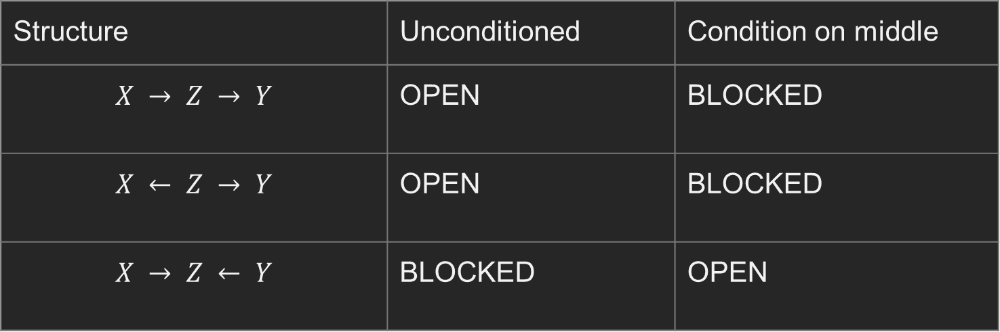 Structure Unconditioned Condition on middle
X → Z → Y OPEN BLOCKED
X ← Z → Y OPEN BLOCKED
X → Z ← Y BLOCKED OPEN